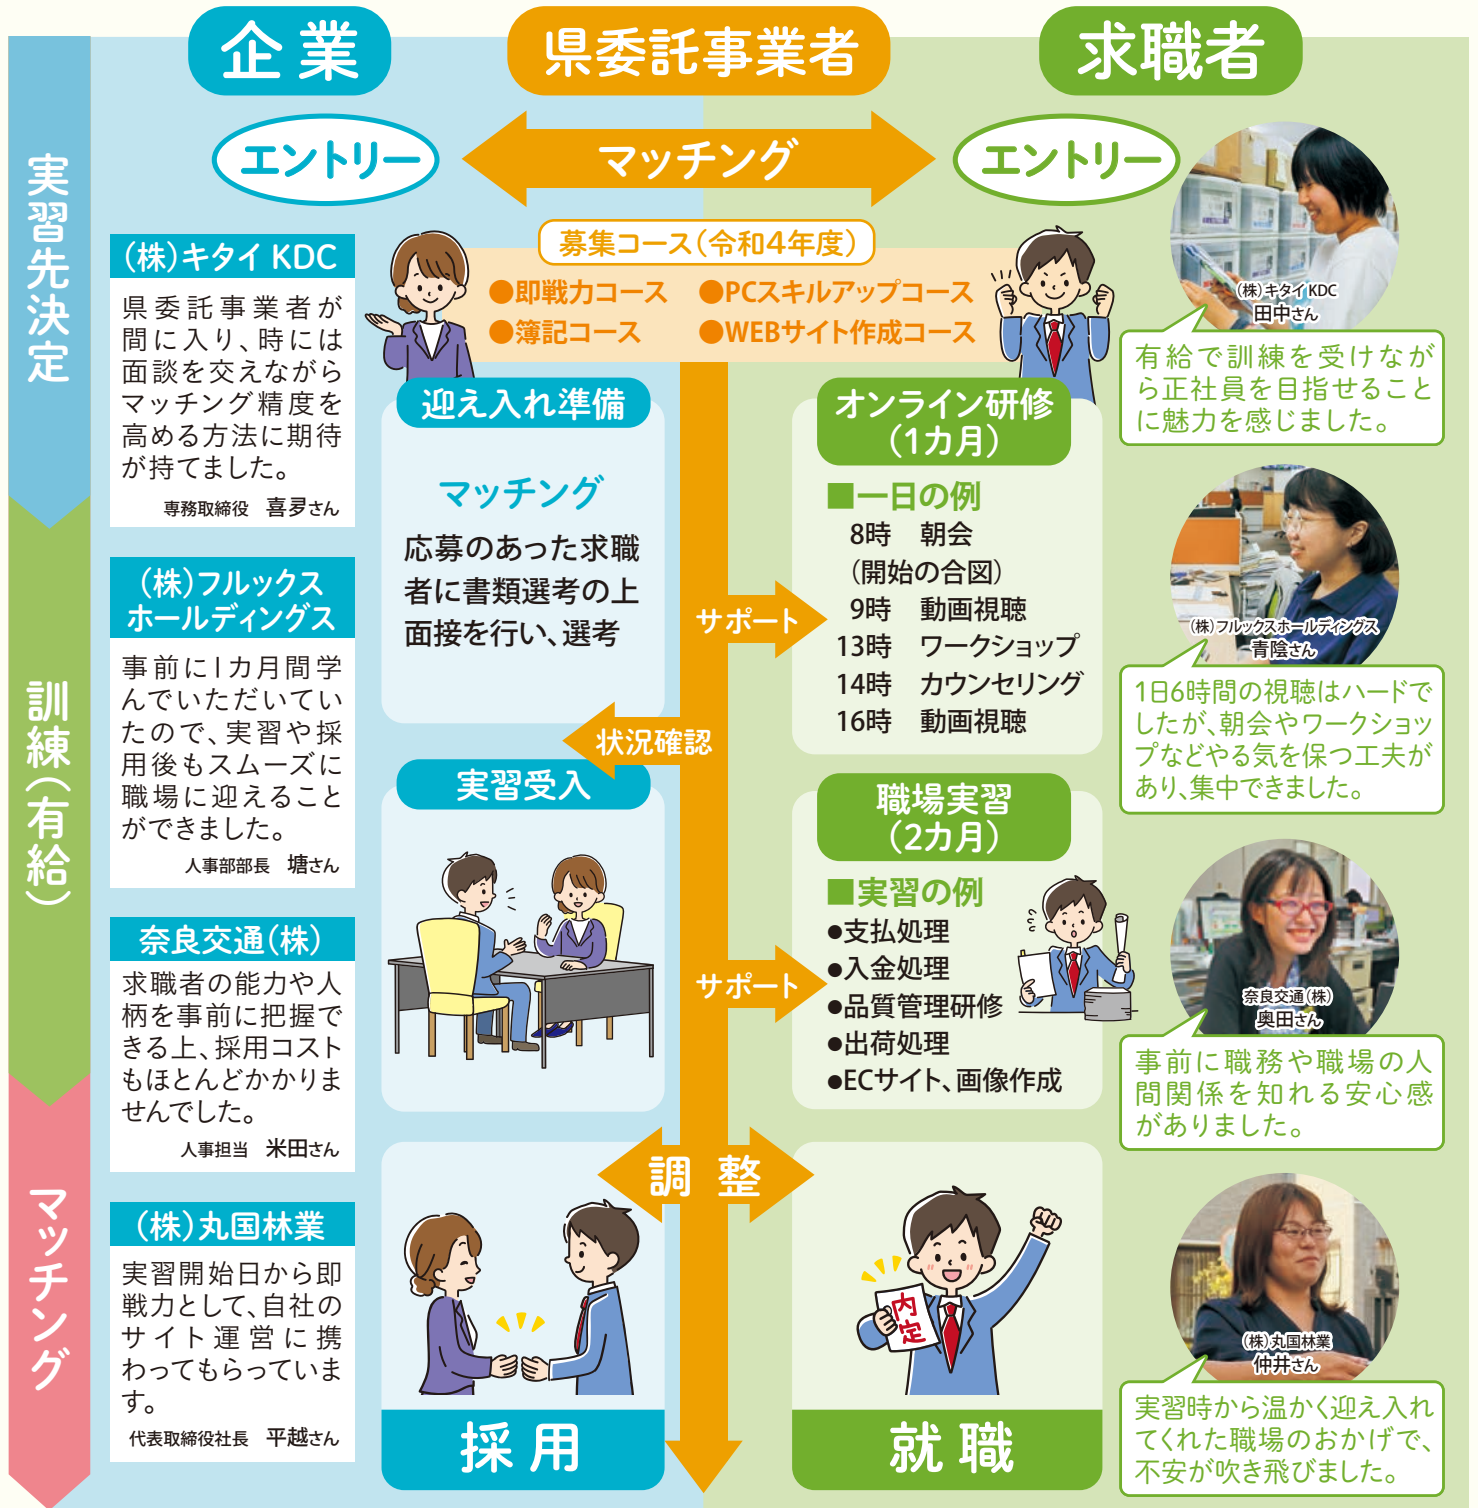 企業
県委託事業者
求職者
エントリー
マッチング
エントリー
実習先決定
訓練(有給)
マッチング
募集コース(令和4年度)
●即戦力コース
●PCスキルアップコース
●簿記コース
●WEBサイト作成コース
(株)キタイKDC
県委託事業者が
間に入り、時には
面談を交えながら
マッチング精度を
高める方法に期待
が持てました。
専務取締役 喜夛さん
(株)フルックス
ホールディングス
事前に1カ月間学
んでいただいてい
たので、実習や採
用後もスムーズに
職場に迎えること
ができました。
人事部部長 塘さん
奈良交通(株)
求職者の能力や人
柄を事前に把握で
きる上、採用コスト
もほとんどかかりま
せんでした。
人事担当 米田さん
(株)丸国林業
実習開始日から即
戦力として、自社の
サイト運営に携
わってもらっていま
す。
代表取締役社長 平越さん
迎え入れ準備
マッチング
応募のあった求職
者に書類選考の上
面接を行い、選考
状況確認
実習受入
採用
サポート
サポート
調整
オンライン研修
(1カ月)
■一日の例
8時 朝会
(開始の合図)
9時 動画視聴
13時 ワークショップ
14時 カウンセリング
16時 動画視聴
職場実習
(2カ月)
■実習の例
●支払処理
●入金処理
●品質管理研修
●出荷処理
●ECサイト、画像作成
内定
就職
(株)キタイKDC
田中さん
有給で訓練を受けなが
ら正社員を目指せること
に魅力を感じました。
(株)フルックスホールディングス
青陰さん
1日6時間の視聴はハードで
したが、朝会やワークショッ
プなどやる気を保つ工夫が
あり、集中できました。
奈良交通(株)
奥田さん
事前に職務や職場の人
間関係を知れる安心感
がありました。
(株)丸国林業
仲井さん
実習時から温かく迎え入れ
てくれた職場のおかげで、
不安が吹き飛びました。